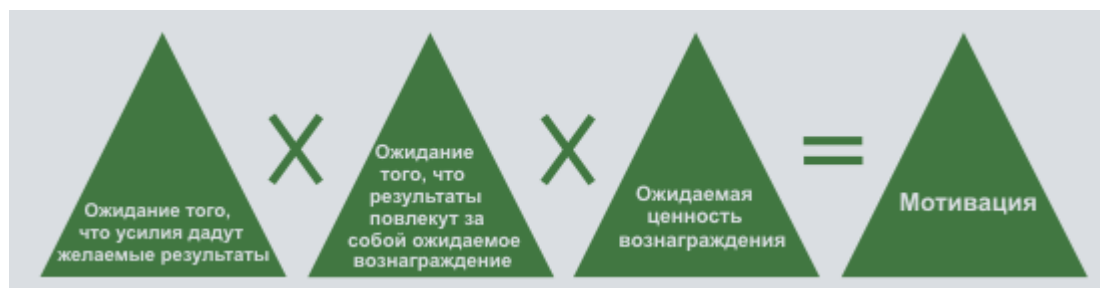 Ожидание того,
что усилия дадут
желаемые результаты
X
Ожидание
того, что
результаты
повлекут за
собой ожидаемое
вознаграждение
X
Ожидаемая
ценность
вознаграждения
=
Мотивация